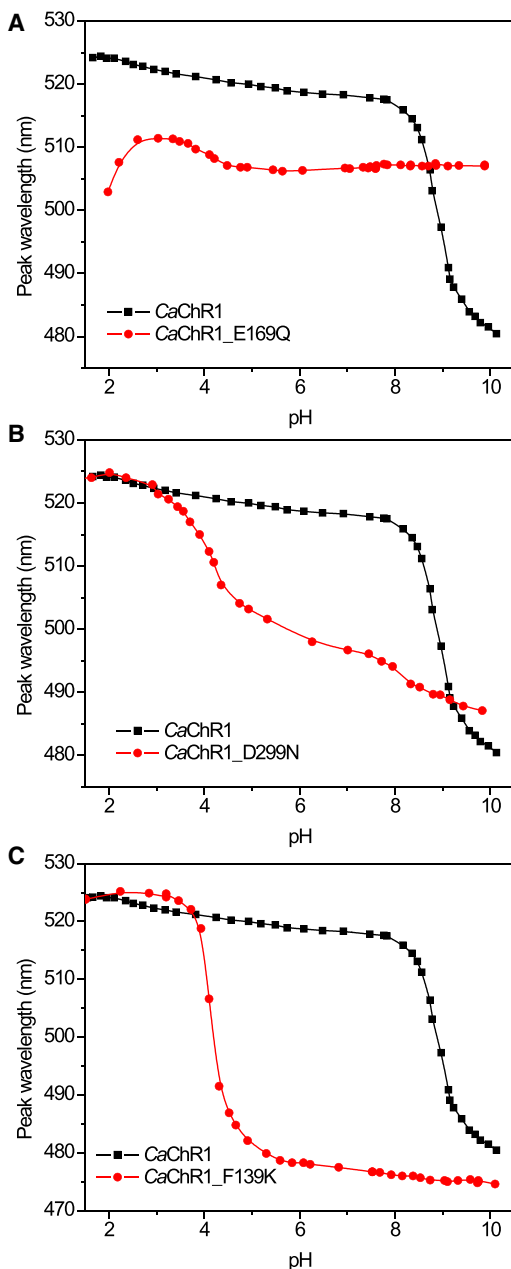 A
530
520
510
500
490
480
Peak wavelength (nm)
CaChR1
CaChR1_E169Q
2 4 6 8 10
pH
B
530
520
510
500
490
480
Peak wavelength (nm)
CaChR1
CaChR1_D299N
2 4 6 8 10
pH
C
530
520
510
500
490
480
470
Peak wavelength (nm)
CaChR1
CaChR1_F139K
2 4 6 8 10
pH